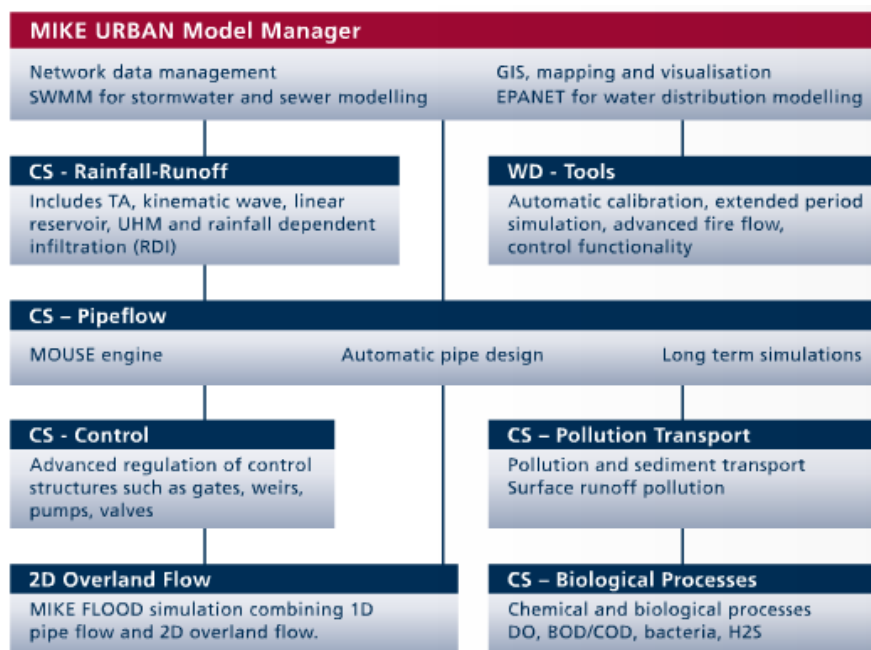 MIKE URBAN Model Manager
Network data management
SWMM for stormwater and sewer modelling
GIS, mapping and visualisation
EPANET for water distribution modelling
CS - Rainfall-Runoff
Includes TA, kinematic wave, linear
reservoir, UHM and rainfall dependent
infiltration (RDI)
WD - Tools
Automatic calibration, extended period
simulation, advanced fire flow,
control functionality
CS – Pipeflow
MOUSE engine
Automatic pipe design
Long term simulations
CS - Control
Advanced regulation of control
structures such as gates, weirs,
pumps, valves
CS – Pollution Transport
Pollution and sediment transport
Surface runoff pollution
2D Overland Flow
MIKE FLOOD simulation combining 1D
pipe flow and 2D overland flow.
CS – Biological Processes
Chemical and biological processes
DO, BOD/COD, bacteria, H2S